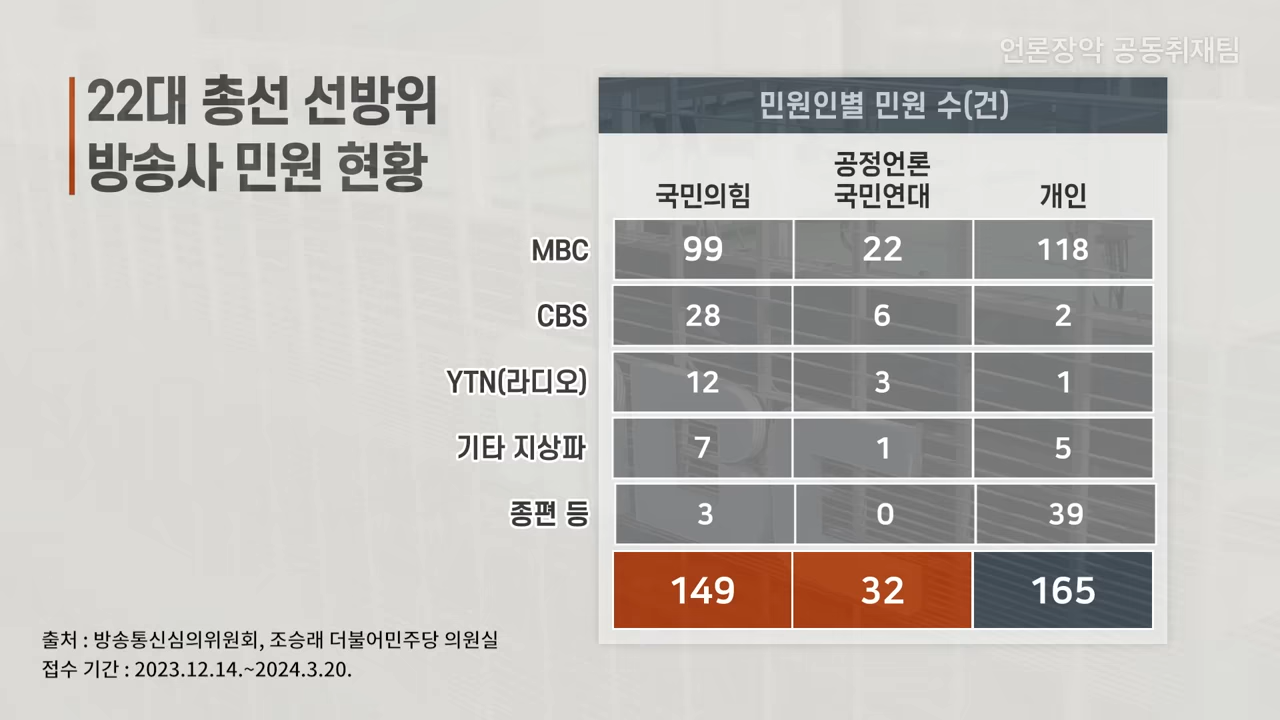 언론장악 공동취재팀
22대 총선 선방위
방송사 민원 현황
민원인별 민원 수(건)
국민의힘 공정언론 국민연대 개인
MBC 99 22 118
CBS 28 6 2
YTN(라디오) 12 3 1
기타 지상파 7 1 5
종편 등 3 0 39
149 32 165
출처 : 방송통신심의위원회, 조승래 더불어민주당 의원실
접수 기간 : 2023.12.14.~2024.3.20.